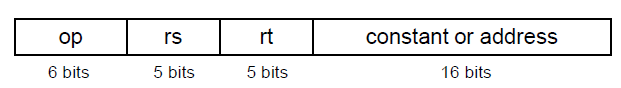 op rs rt constant or address
6 bits 5 bits 5 bits 16 bits